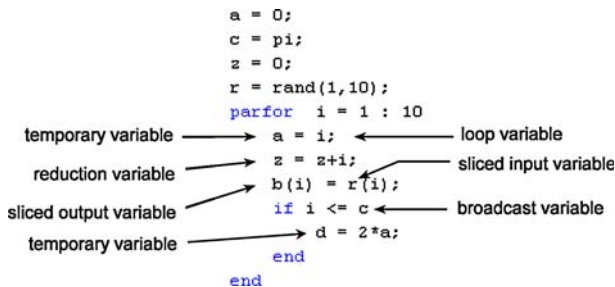 a = 0;
c = pi;
z = 0;
r = rand(1,10);
parfor i = 1 : 10
temporary variable a = i; loop variable
reduction variable z = z+i; sliced input variable
sliced output variable b(i) = r(i);
if i <= c broadcast variable
temporary variable d = 2*a;
end
end